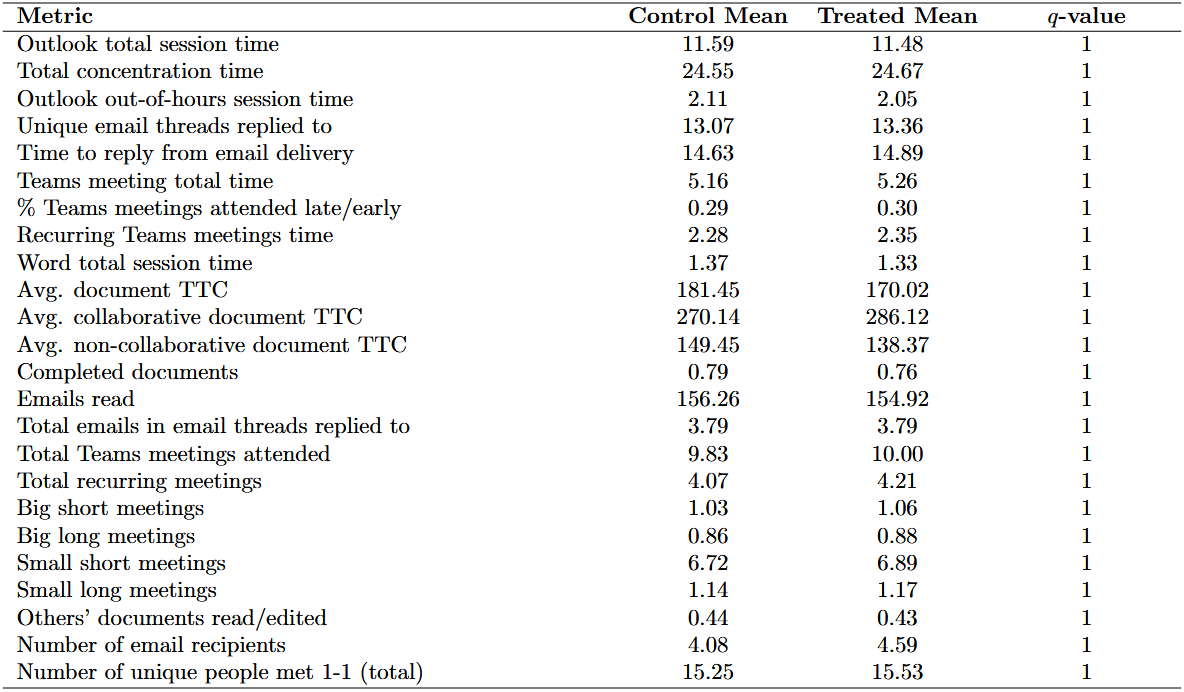 Metric Control Mean Treated Mean q-value
Outlook total session time 11.59 11.48 1
Total concentration time 24.55 24.67 1
Outlook out-of-hours session time 2.11 2.05 1
Unique email threads replied to 13.07 13.36 1
Time to reply from email delivery 14.63 14.89 1
Teams meeting total time 5.16 5.26 1
% Teams meetings attended late/early 0.29 0.30 1
Recurring Teams meetings time 2.28 2.35 1
Word total session time 1.37 1.33 1
Avg. document TTC 181.45 170.02 1
Avg. collaborative document TTC 270.14 286.12 1
Avg. non-collaborative document TTC 149.45 138.37 1
Completed documents 0.79 0.76 1
Emails read 156.26 154.92 1
Total emails in email threads replied to 3.79 3.79 1
Total Teams meetings attended 9.83 10.00 1
Total recurring meetings 4.07 4.21 1
Big short meetings 1.03 1.06 1
Big long meetings 0.86 0.88 1
Small short meetings 6.72 6.89 1
Small long meetings 1.14 1.17 1
Others' documents read/edited 0.44 0.43 1
Number of email recipients 4.08 4.59 1
Number of unique people met 1-1 (total) 15.25 15.53 1